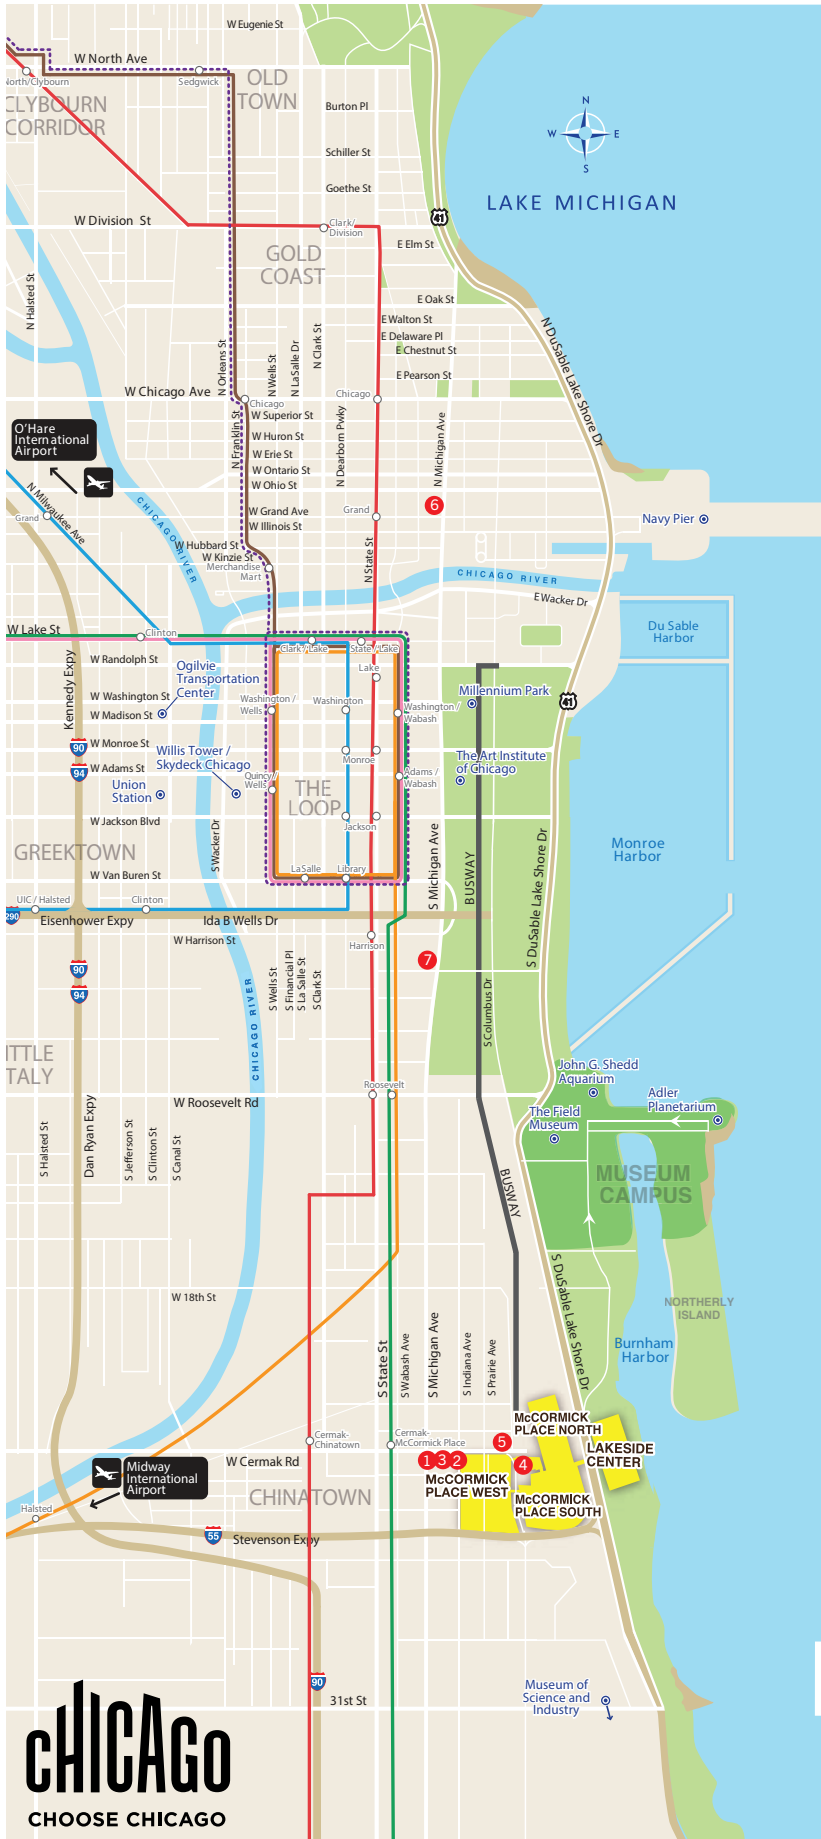 W Eugenie St
W North Ave
North/Clybourn
Sedgwick
OLD
TOWN
CLYBOURN
CORRIDOR
Burton Pl
Schiller St
Goethe St
N
W
E
S
LAKE MICHIGAN
W Division St
Clark/
Division
41
E Elm St
GOLD
COAST
N Halsted St
E Oak St
E Walton St
E Delaware Pl
E Chestnut St
E Pearson St
N DuSable Lake Shore Dr
N Orleans St
N Wells St
N LaSalle Dr
N Clark St
W Chicago Ave
Chicago
Chicago
N Franklin St
N Dearborn Pwky
N Michigan Ave
W Superior St
W Huron St
W Erie St
W Ontario St
W Ohio St
W Grand Ave
W Illinois St
O'Hare
International
Airport
N Milwaukee Ave
Grand
CHICAGO RIVER
Grand
6
Navy Pier
W Hubbard St
W Kinzie St
Merchandise
Mart
N State St
CHICAGO RIVER
E Wacker Dr
W Lake St
Clinton
Clark / Lake
State / Lake
Lake
Du Sable
Harbor
W Randolph St
Kennedy Expy
W Washington St
W Madison St
Ogilvie
Transportation
Center
Washington /
Wells
Washington
Washington /
Wabash
Millennium Park
41
90
94
W Monroe St
W Adams St
Willis Tower /
Skydeck Chicago
Union
Station
Quincy /
Wells
Monroe
Adams /
Wabash
The Art Institute
of Chicago
THE
LOOP
Jackson
W Jackson Blvd
S Wacker Dr
S Michigan Ave
BUSWAY
S DuSable Lake Shore Dr
Monroe
Harbor
GREEKTOWN
W Van Buren St
LaSalle
Library
UIC / Halsted
Clinton
290
Eisenhower Expy
Ida B Wells Dr
W Harrison St
Harrison
7
90
94
S Wells St
S Financial Pl
S La Salle St
S Clark St
S Columbus Dr
CHICAGO RIVER
ITTLE
TALY
Roosevelt
W Roosevelt Rd
John G. Shedd
Aquarium
Adler
Planetarium
The Field
Museum
MUSEUM
CAMPUS
S Halsted St
Dan Ryan Expy
S Jefferson St
S Clinton St
S Canal St
BUSWAY
S DuSable Lake Shore Dr
W 18th St
NORTHERLY
ISLAND
Burnham
Harbor
S State St
S Wabash Ave
S Michigan Ave
S Indiana Ave
S Prairie Ave
Cermak-
Chinatown
Cermak-
McCormick Place
McCORMICK
PLACE NORTH
5
LAKESIDE
CENTER
W Cermak Rd
1
3
2
4
McCORMICK
PLACE WEST
McCORMICK
PLACE SOUTH
Midway
International
Airport
CHINATOWN
Halsted
55
Stevenson Expy
90
31st St
Museum of
Science and
Industry
CHICAGO
CHOOSE CHICAGO